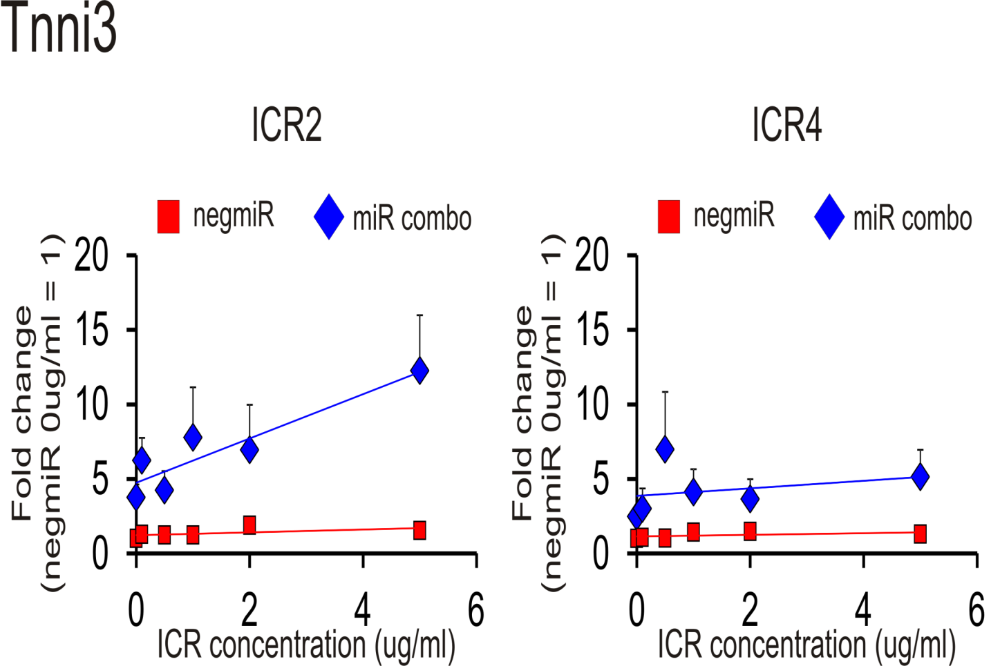 Tnni3
ICR2
negmiR miR combo
Fold change
(negmiR 0ug/ml = 1)
20
15
10
5
0
0 2 4 6
ICR concentration (ug/ml)
ICR4
negmiR miR combo
Fold change
(negmiR 0ug/ml = 1)
20
15
10
5
0
0 2 4 6
ICR concentration (ug/ml)